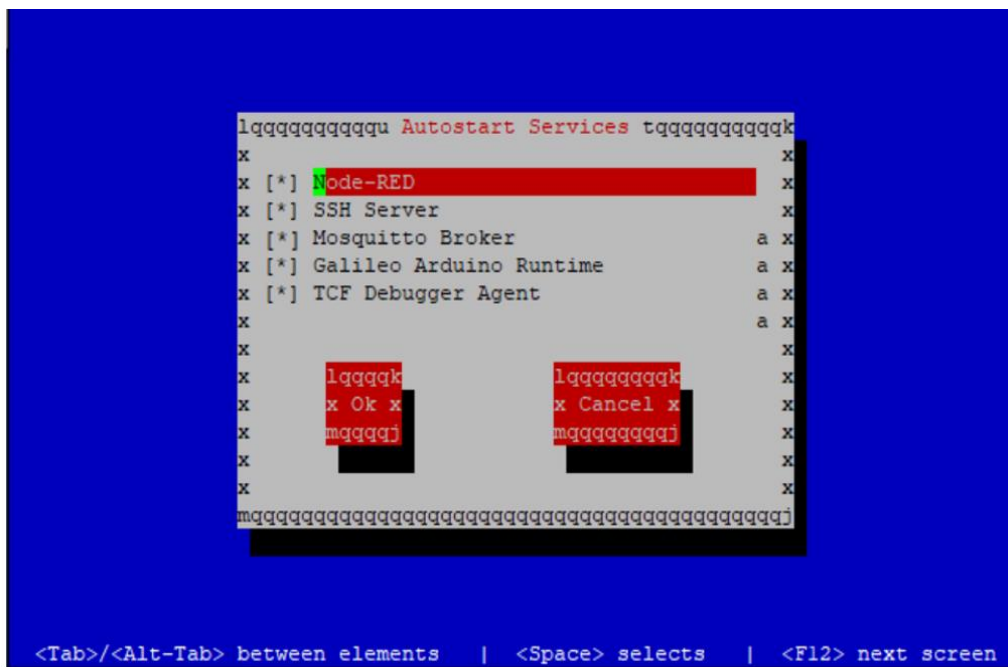 lqqqqqqqqqqu Autostart Services tqqqqqqqqqqk
x x
x [*] Node-RED x
x [*] SSH Server x
x [*] Mosquitto Broker a x
x [*] Galileo Arduino Runtime a x
x [*] TCF Debugger Agent a x
x a x
x x
x lqqqqk lqqqqqqqqk x
x x Ok x x Cancel x x
x mqqqqj mqqqqqqqqj x
x x
x x
mqqqqqqqqqqqqqqqqqqqqqqqqqqqqqqqqqqqqqqqqqqj
<Tab>/<Alt-Tab> between elements | <Space> selects | <F12> next screen